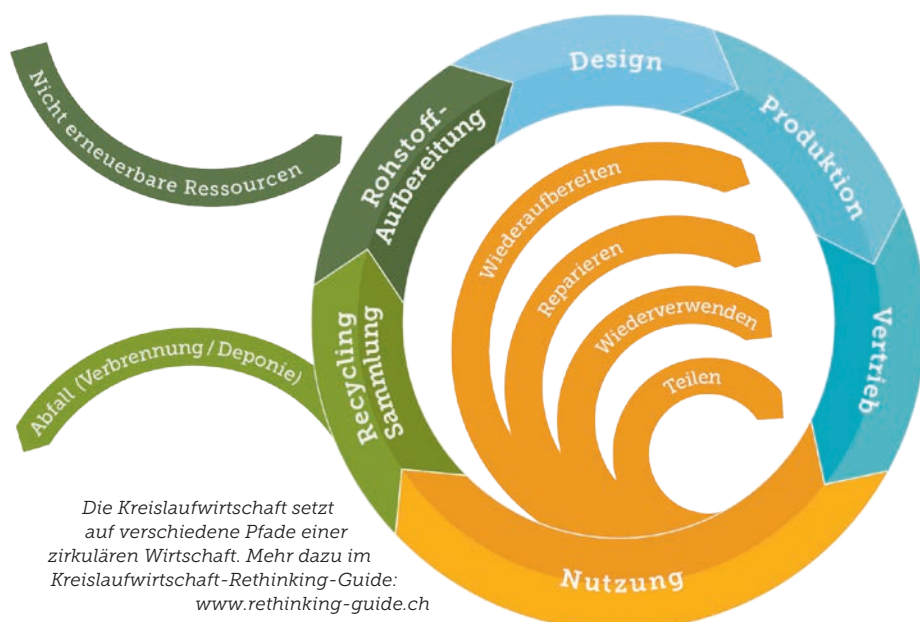 Nicht erneuerbare Ressourcen
Rohstoff-
Aufbereitung
Design
Produktion
Vertrieb
Wiederaufbereiten
Reparieren
Wiederverwenden
Teilen
Abfall (Verbrennung / Deponie)
Recycling
Sammlung
Nutzung
Die Kreislaufwirtschaft setzt
auf verschiedene Pfade einer
zirkulären Wirtschaft. Mehr dazu im
Kreislaufwirtschaft-Rethinking-Guide:
www.rethinking-guide.ch